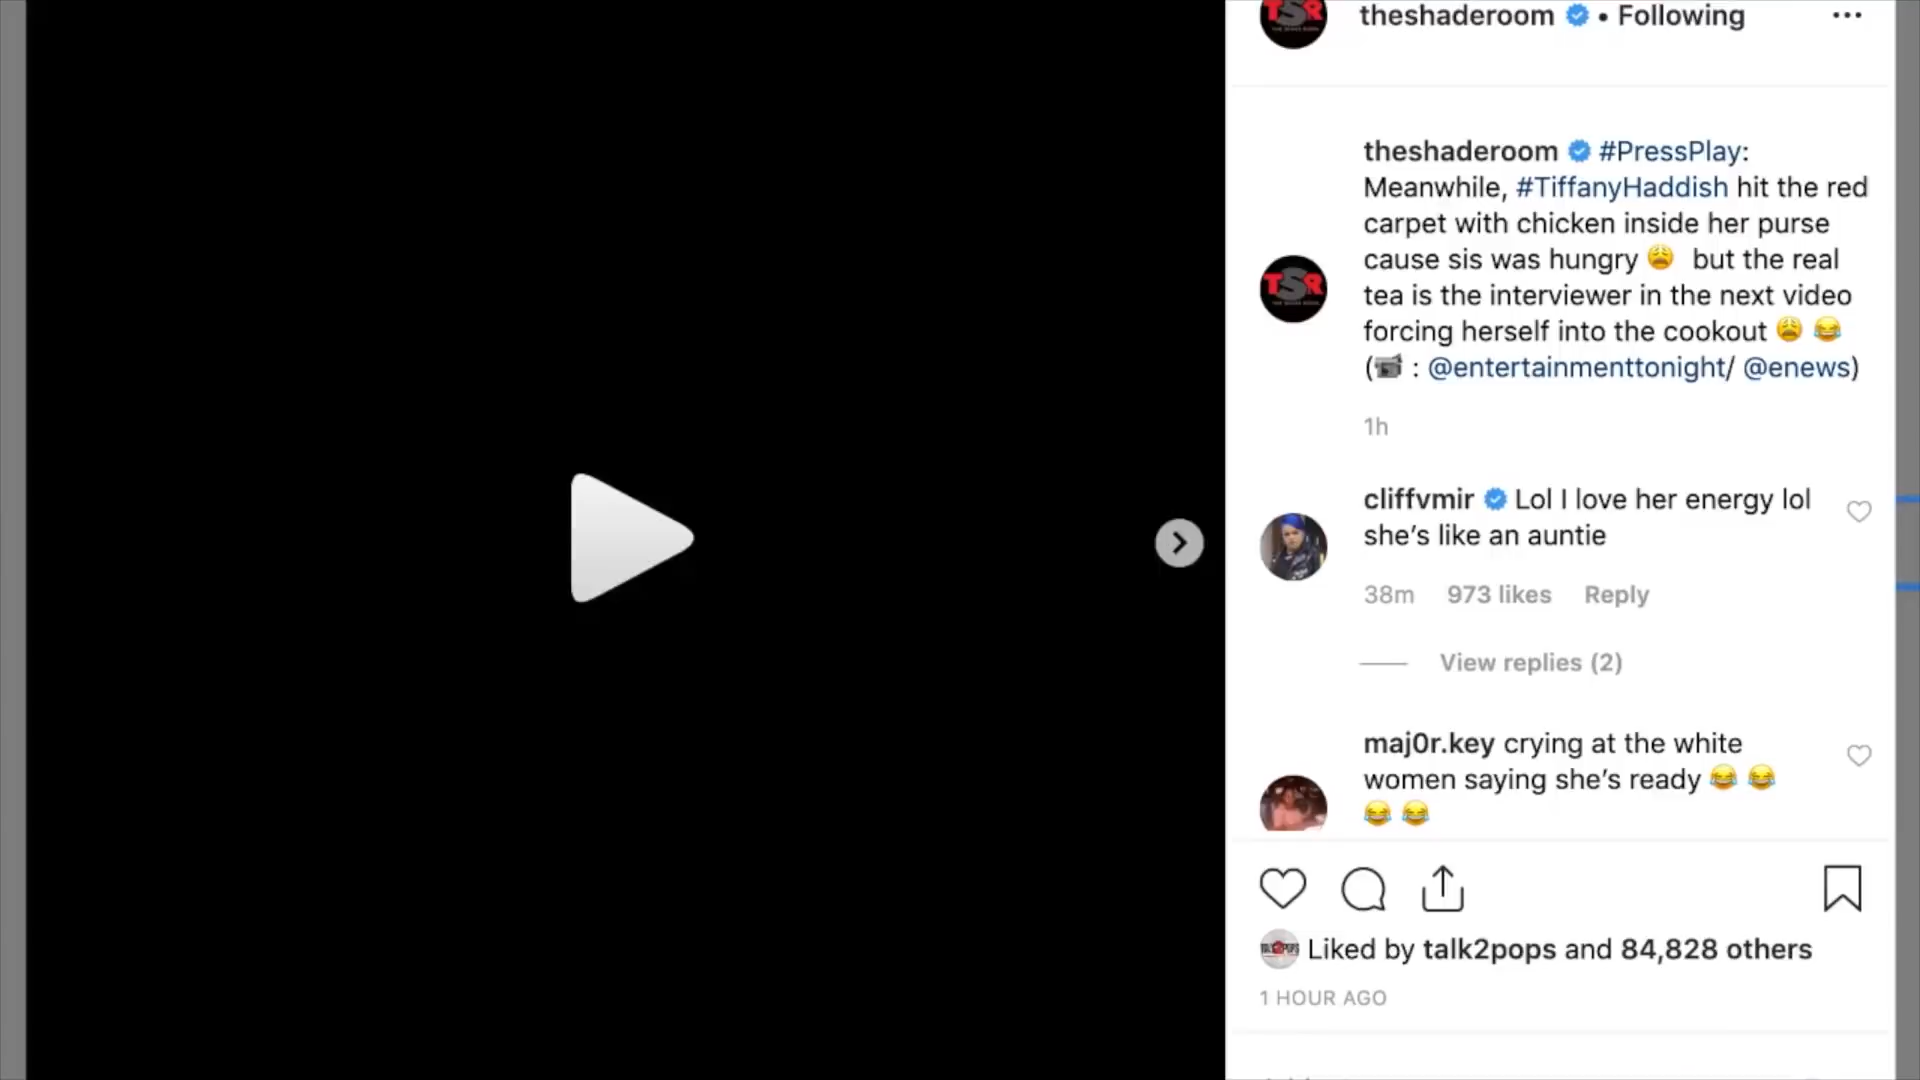 TSR
theshaderoom • Following
theshaderoom #PressPlay:
Meanwhile, #TiffanyHaddish hit the red
carpet with chicken inside her purse
cause sis was hungry 😩 but the real
tea is the interviewer in the next video
forcing herself into the cookout 😩 😂
(📹 : @entertainmenttonight/ @enews)
TSR
1h
cliffvmir Lol I love her energy lol
she’s like an auntie
38m 973 likes Reply
View replies (2)
maj0r.key crying at the white
women saying she’s ready 😂 😂
😂 😂
Liked by talk2pops and 84,828 others
1 HOUR AGO